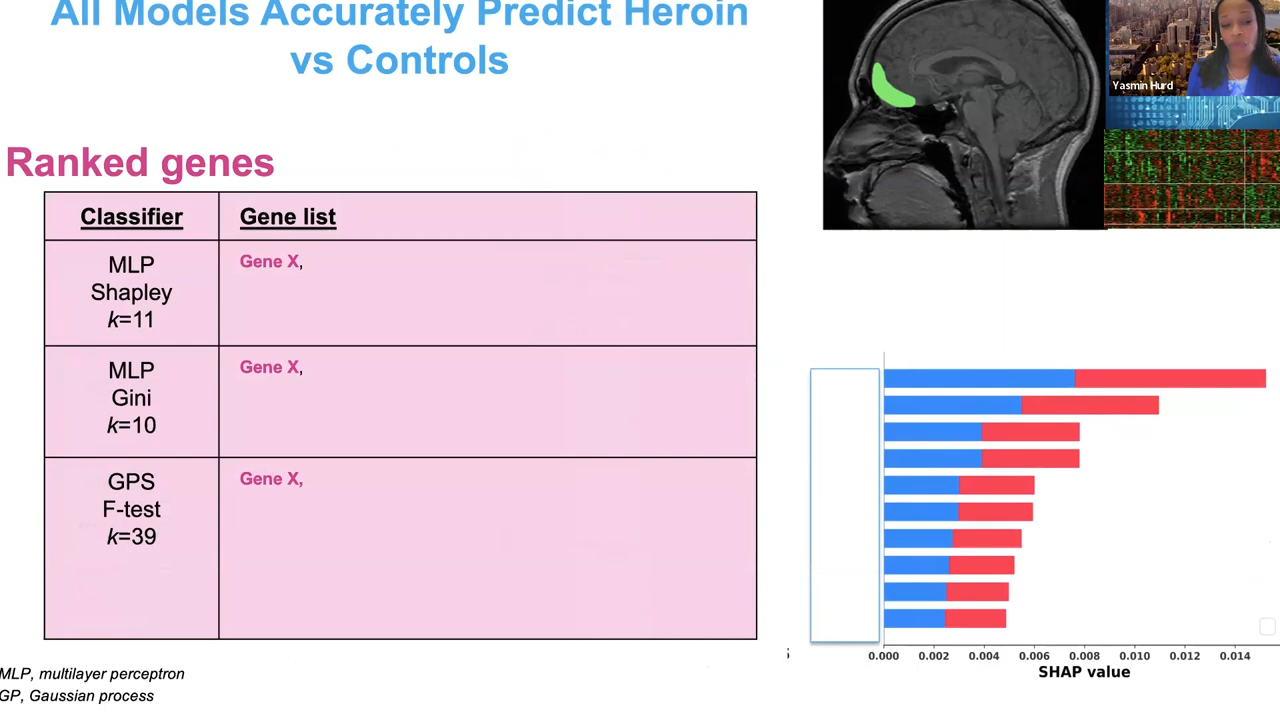 All Models Accurately Predict Heroin
vs Controls
Yasmin Hurd
Ranked genes
Classifier
Gene list
MLP
Shapley
k=11
Gene X,
MLP
Gini
k=10
Gene X,
GPS
F-test
k=39
Gene X,
0.000 0.002 0.004 0.006 0.008 0.010 0.012 0.014
SHAP value
MLP, multilayer perceptron
GP, Gaussian process